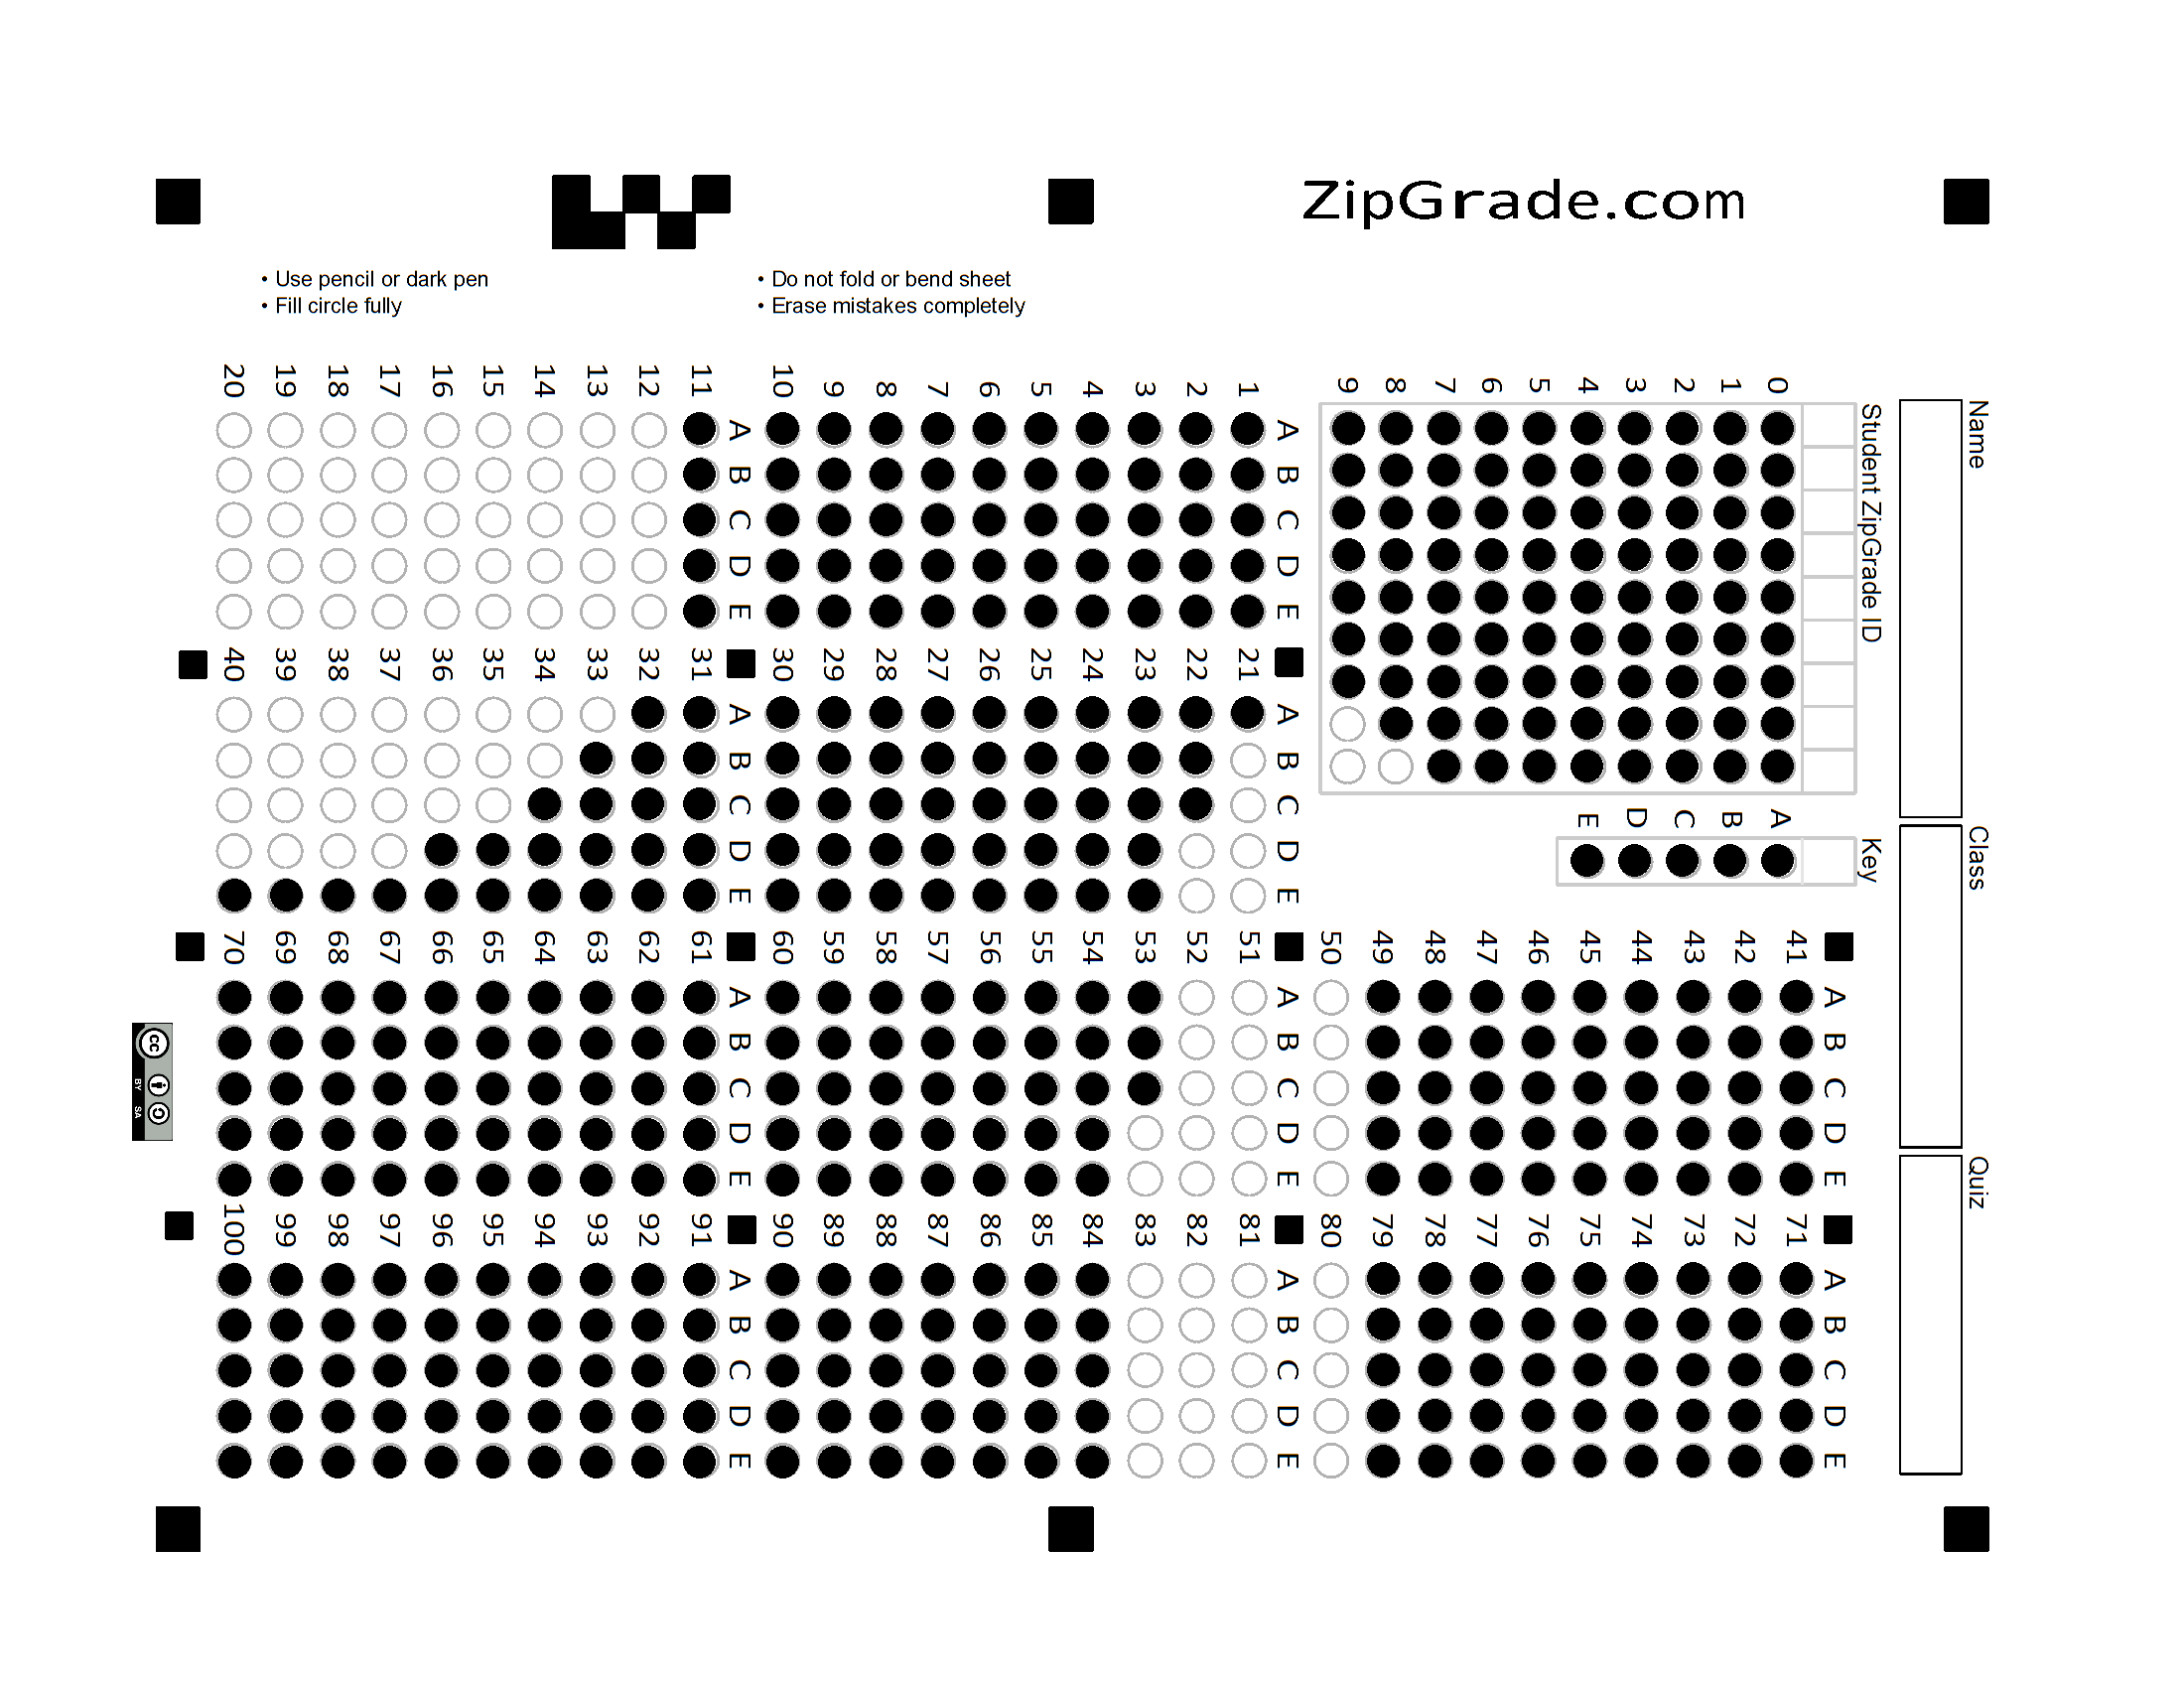 ZipGrade.com
• Use pencil or dark pen
• Fill circle fully
• Do not fold or bend sheet
• Erase mistakes completely
Name
Class
Quiz
Student ZipGrade ID
0 1 2 3 4 5 6 7 8 9
Key
A B C D E
A B C D E
41 42 43 44 45 46 47 48 49 50
A B C D E
71 72 73 74 75 76 77 78 79 80
A B C D E
1 2 3 4 5 6 7 8 9 10
A B C D E
21 22 23 24 25 26 27 28 29 30
A B C D E
51 52 53 54 55 56 57 58 59 60
A B C D E
81 82 83 84 85 86 87 88 89 90
A B C D E
11 12 13 14 15 16 17 18 19 20
A B C D E
31 32 33 34 35 36 37 38 39 40
A B C D E
61 62 63 64 65 66 67 68 69 70
A B C D E
91 92 93 94 95 96 97 98 99 100
cc
BY SA